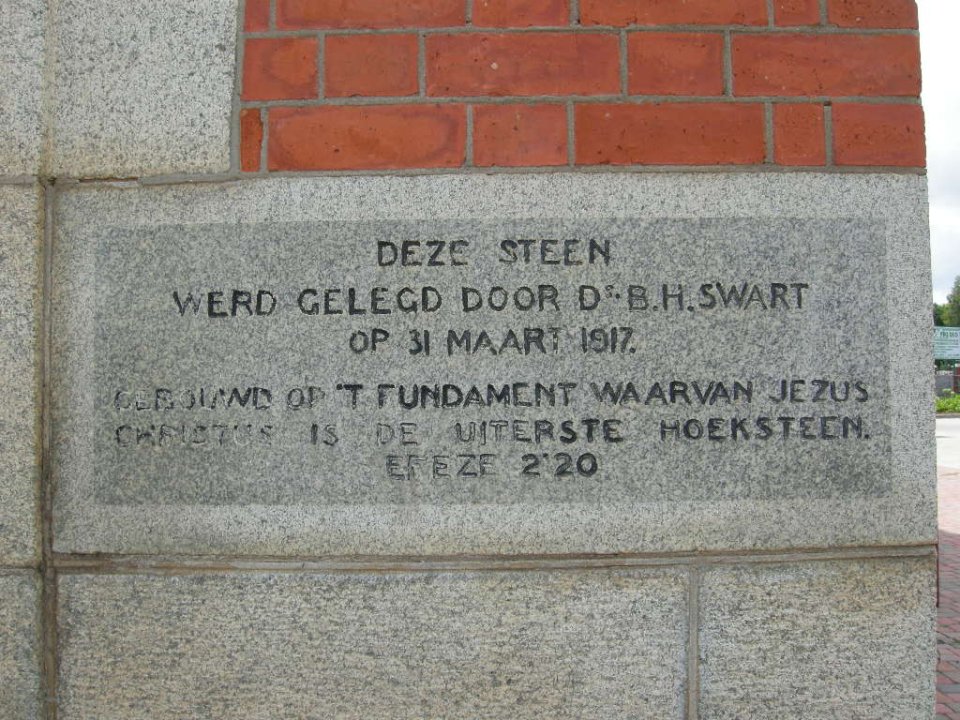 DEZE STEEN
WERD GELEGD DOOR Ds. B.H. SWART
OP 31 MAART 1917.
GEBOUWD OP 'T FUNDAMENT WAARVAN JEZUS
CHRISTUS IS DE UITERSTE HOEKSTEEN.
EFEZE 2:20